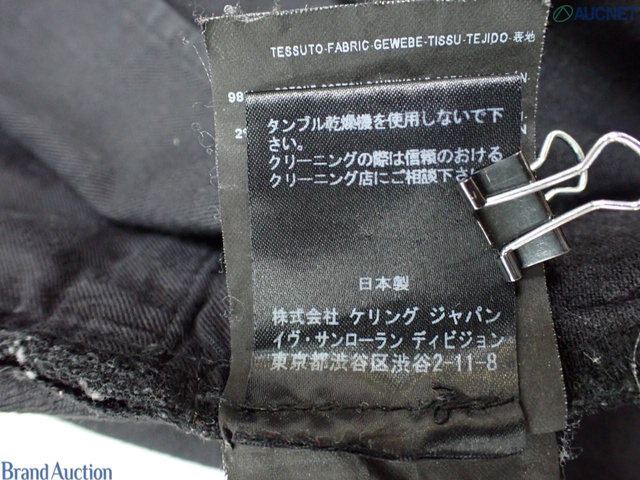 AUCNET
TESSUTO-FABRIC-GEWEBE-TISSU-TEJIDO-表地
98
タンブル乾燥機を使用しないで下
さい。
クリーニングの際は信頼のおける
クリーニング店にご相談下さい。
日本製
株式会社 ケリング ジャパン
イヴ・サンローラン ディビジョン
東京都渋谷区渋谷2-11-8
Brand Auction